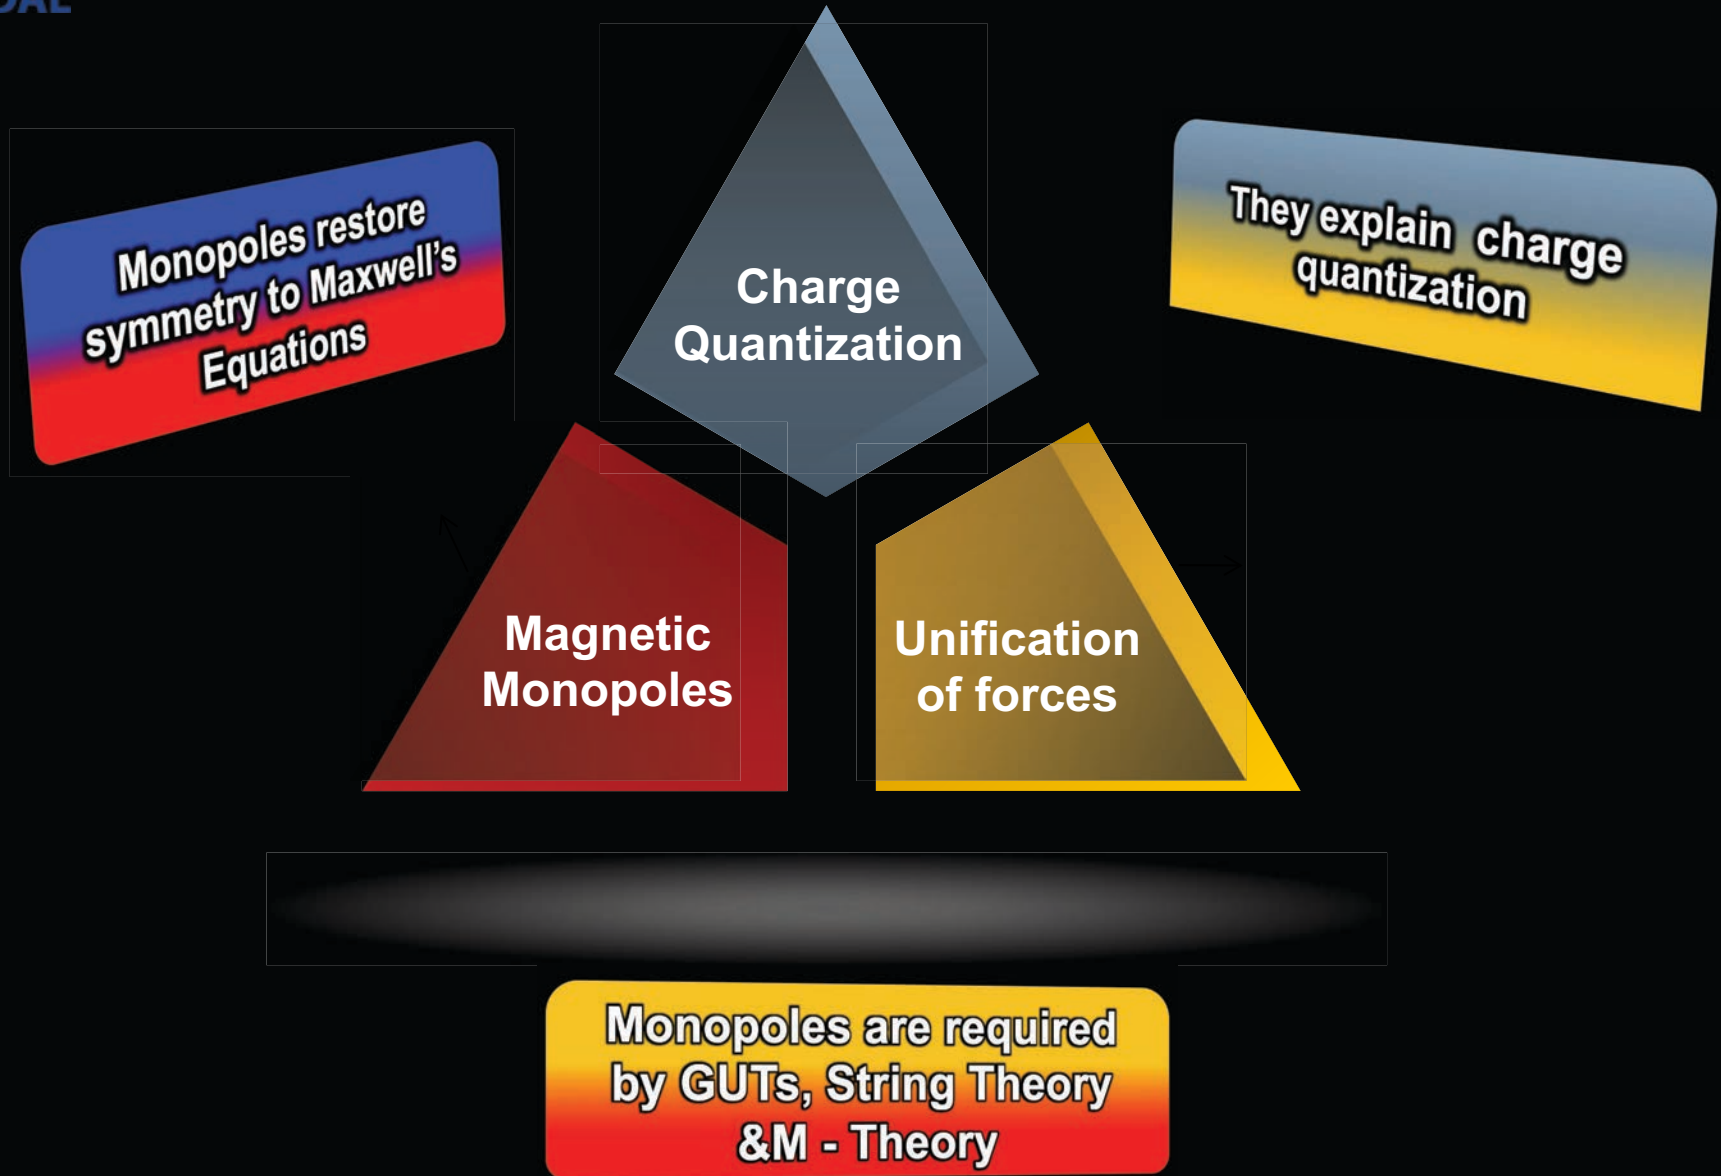 Monopoles restore
symmetry to Maxwell's
Equations
They explain charge
quantization
Charge
Quantization
Magnetic
Monopoles
Unification
of forces
Monopoles are required
by GUTs, String Theory
&M - Theory